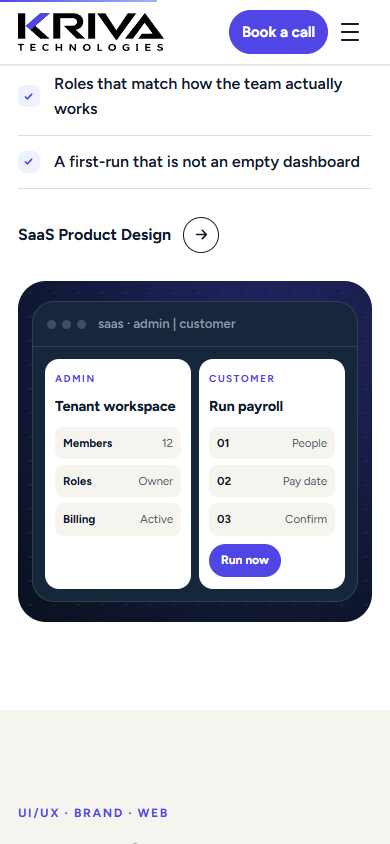 KRIVA
TECHNOLOGIES
Book a call
Roles that match how the team actually
works
A first-run that is not an empty dashboard
SaaS Product Design
saas · admin | customer
ADMIN
Tenant workspace
Members 12
Roles Owner
Billing Active
CUSTOMER
Run payroll
01 People
02 Pay date
03 Confirm
Run now
UI/UX · BRAND · WEB